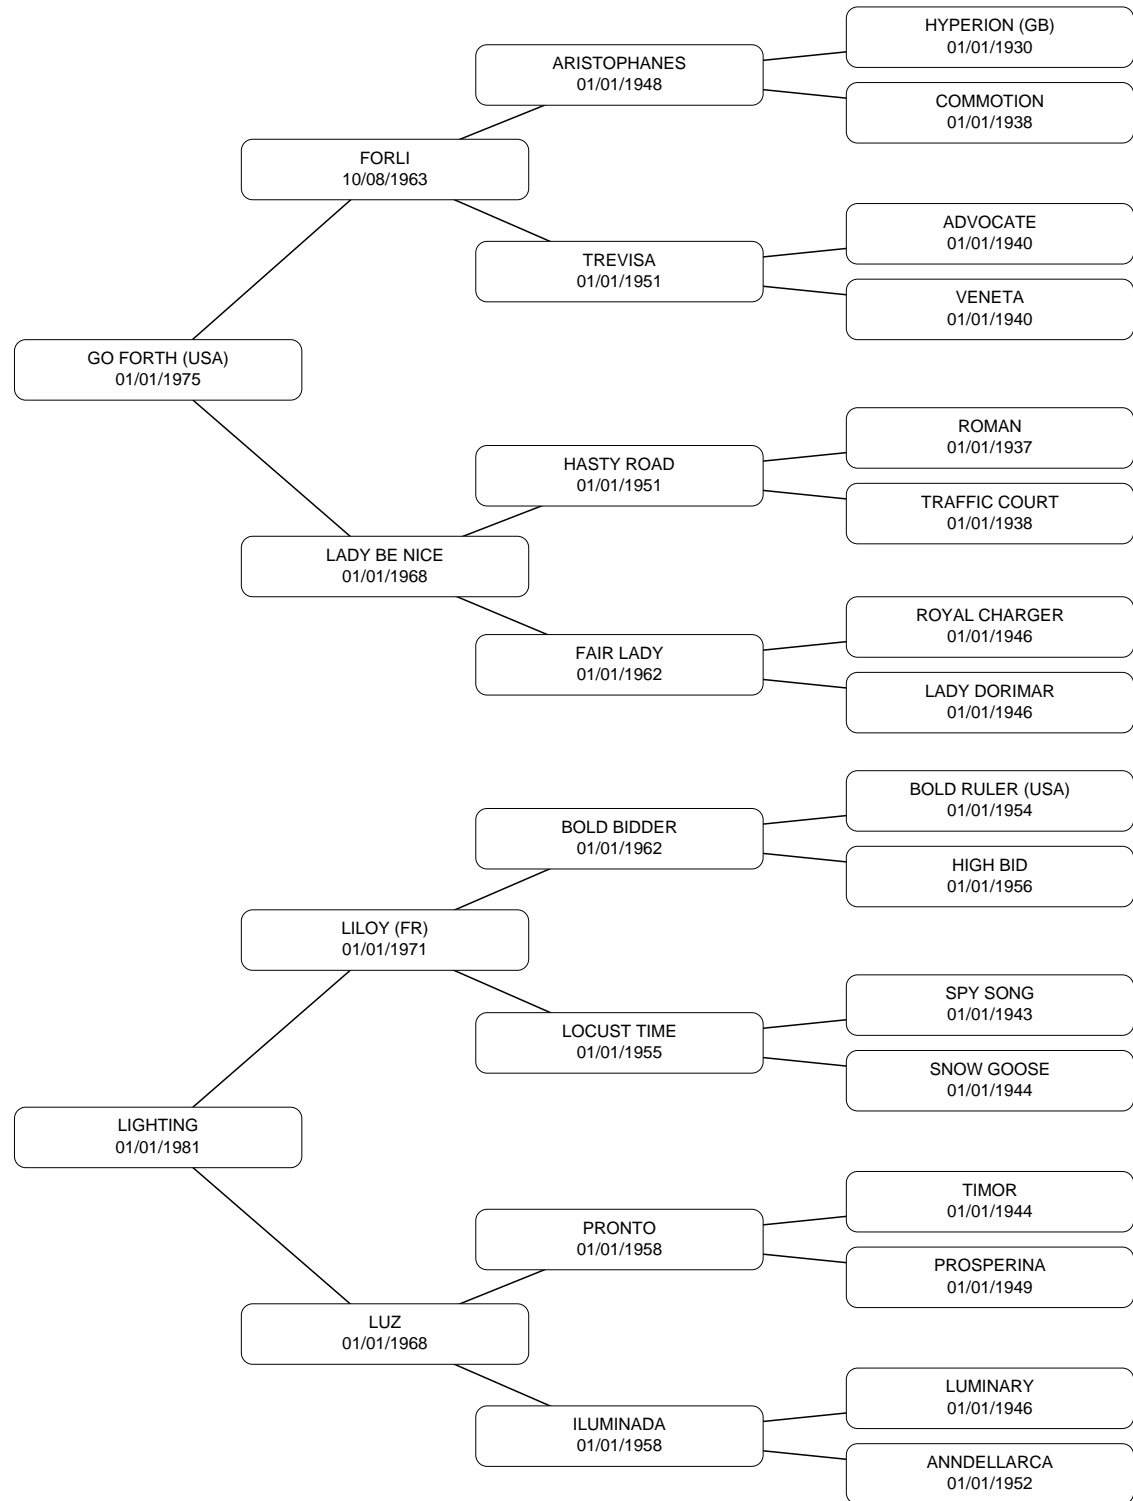 HYPERION (GB)
01/01/1930
ARISTOPHANES
01/01/1948
COMMOTION
01/01/1938
FORLI
10/08/1963
ADVOCATE
01/01/1940
TREVISA
01/01/1951
VENETA
01/01/1940
GO FORTH (USA)
01/01/1975
ROMAN
01/01/1937
HASTY ROAD
01/01/1951
TRAFFIC COURT
01/01/1938
LADY BE NICE
01/01/1968
ROYAL CHARGER
01/01/1946
FAIR LADY
01/01/1962
LADY DORIMAR
01/01/1946
BOLD RULER (USA)
01/01/1954
BOLD BIDDER
01/01/1962
HIGH BID
01/01/1956
LILOY (FR)
01/01/1971
SPY SONG
01/01/1943
LOCUST TIME
01/01/1955
SNOW GOOSE
01/01/1944
LIGHTING
01/01/1981
TIMOR
01/01/1944
PRONTO
01/01/1958
PROSPERINA
01/01/1949
LUZ
01/01/1968
LUMINARY
01/01/1946
ILUMINADA
01/01/1958
ANNDELLARCA
01/01/1952